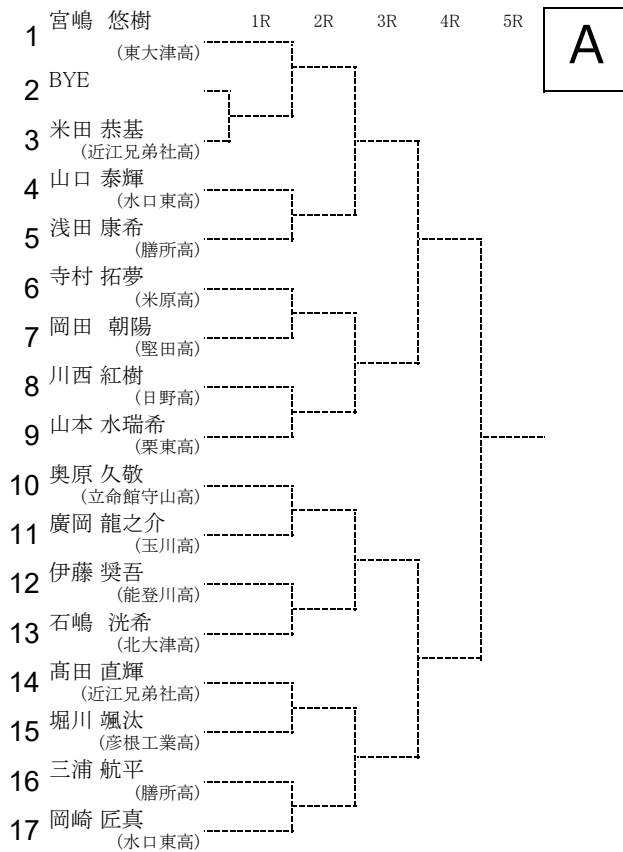 1R 2R 3R 4R 5R
A
1 宮嶋 悠樹
(東大津高)
2 BYE
3 米田 恭基
(近江兄弟社高)
4 山口 泰輝
(水口東高)
5 浅田 康希
(膳所高)
6 寺村 拓夢
(米原高)
7 岡田 朝陽
(堅田高)
8 川西 紅樹
(日野高)
9 山本 水瑞希
(栗東高)
10 奥原 久敬
(立命館守山高)
11 廣岡 龍之介
(玉川高)
12 伊藤 奨吾
(能登川高)
13 石嶋 洸希
(北大津高)
14 髙田 直輝
(近江兄弟社高)
15 堀川 颯汰
(彦根工業高)
16 三浦 航平
(膳所高)
17 岡崎 匠真
(水口東高)